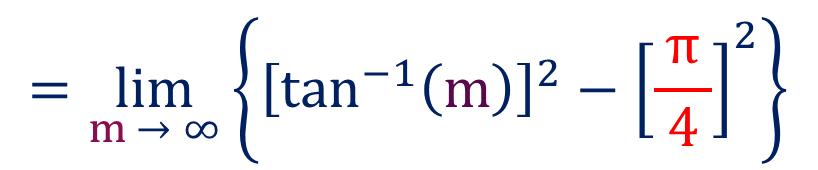 = lim m → ∞ {[tan⁻¹(m)]² − [π/4]²}